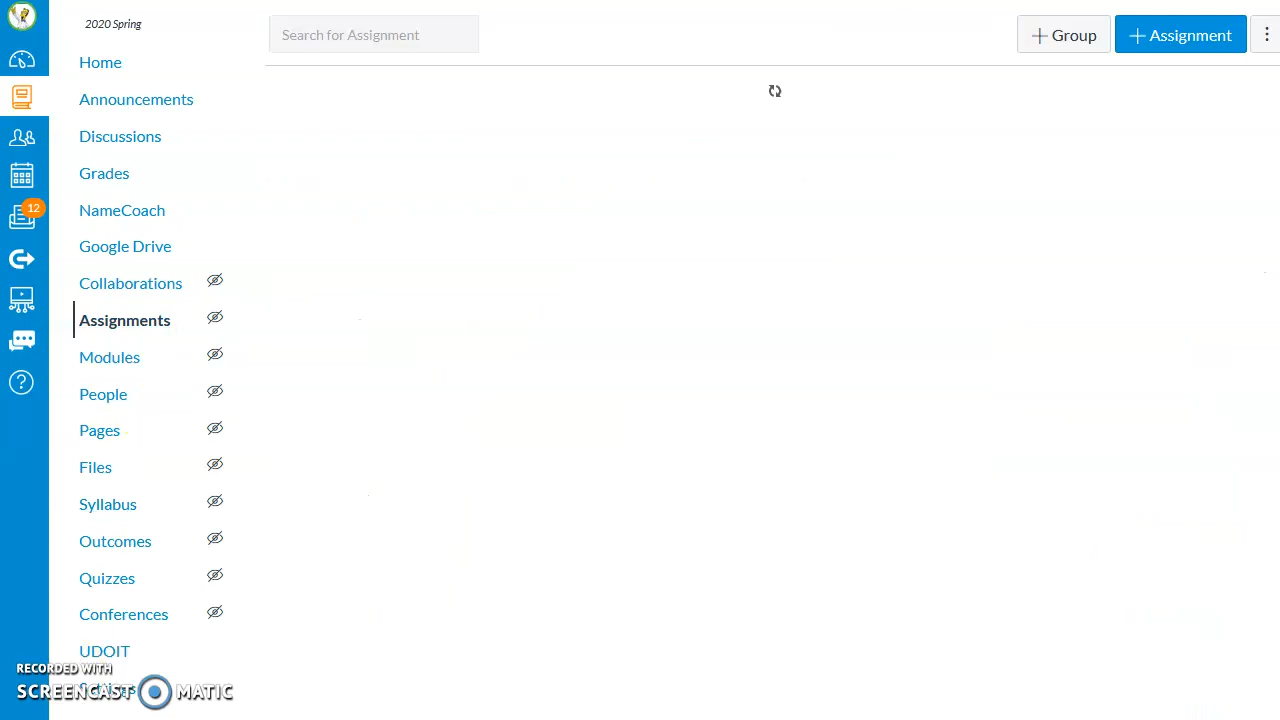 2020 Spring
Search for Assignment
Group
Assignment
Home
Announcements
Discussions
Grades
NameCoach
12
Google Drive
Collaborations
Assignments
Modules
People
Pages
Files
Syllabus
Outcomes
Quizzes
Conferences
UDOIT
Settings
RECORDED WITH
SCREENCAST MATIC